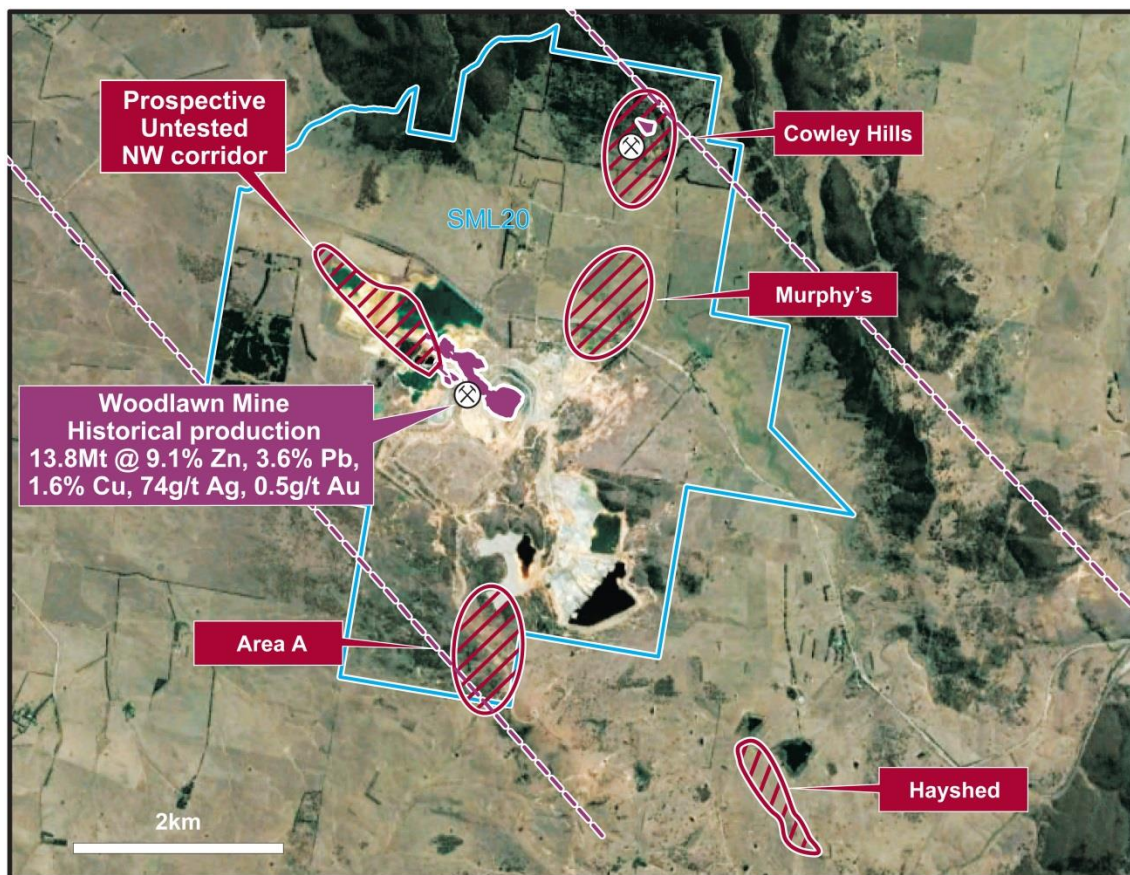 Prospective
Untested
NW corridor
Cowley Hills
SML20
Murphy's
Woodlawn Mine
Historical production
13.8Mt @ 9.1% Zn, 3.6% Pb,
1.6% Cu, 74g/t Ag, 0.5g/t Au
Area A
Hayshed
2km